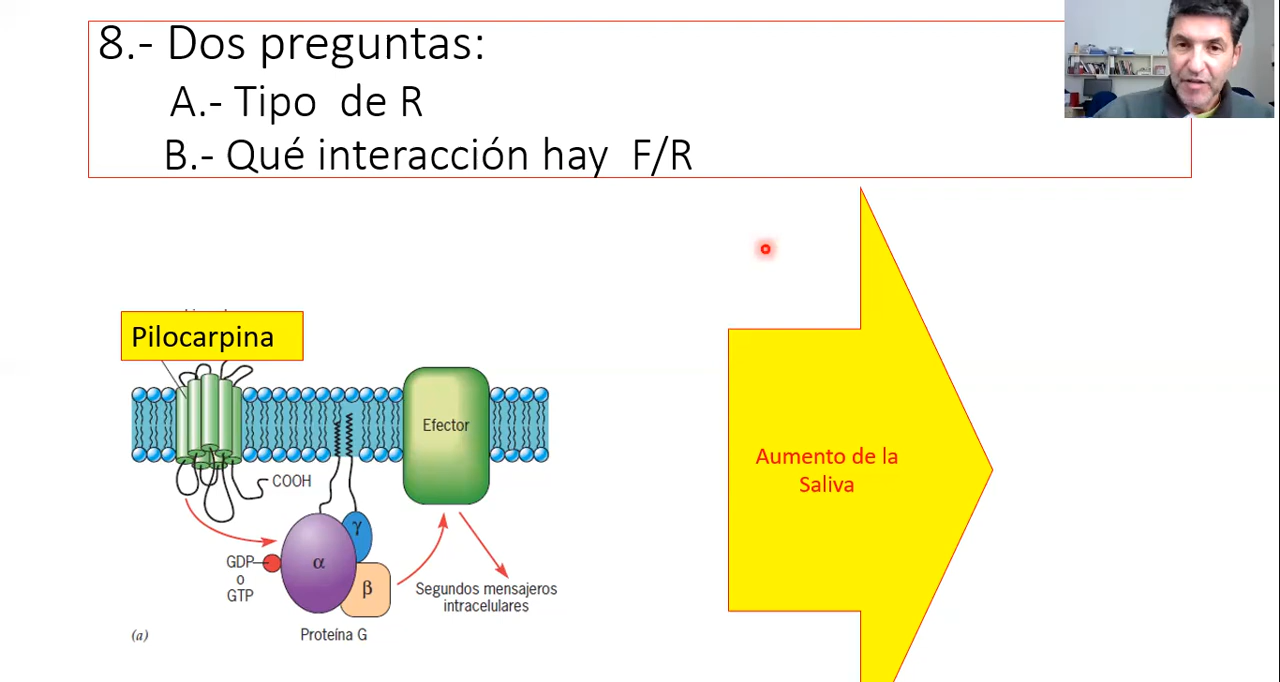 8.- Dos preguntas:
A.- Tipo de R
B.- Qué interacción hay F/R
Pilocarpina
Efector
COOH
Aumento de la
Saliva
γ
α
β
GDP
o
GTP
Segundos mensajeros
intracelulares
(a)
Proteína G